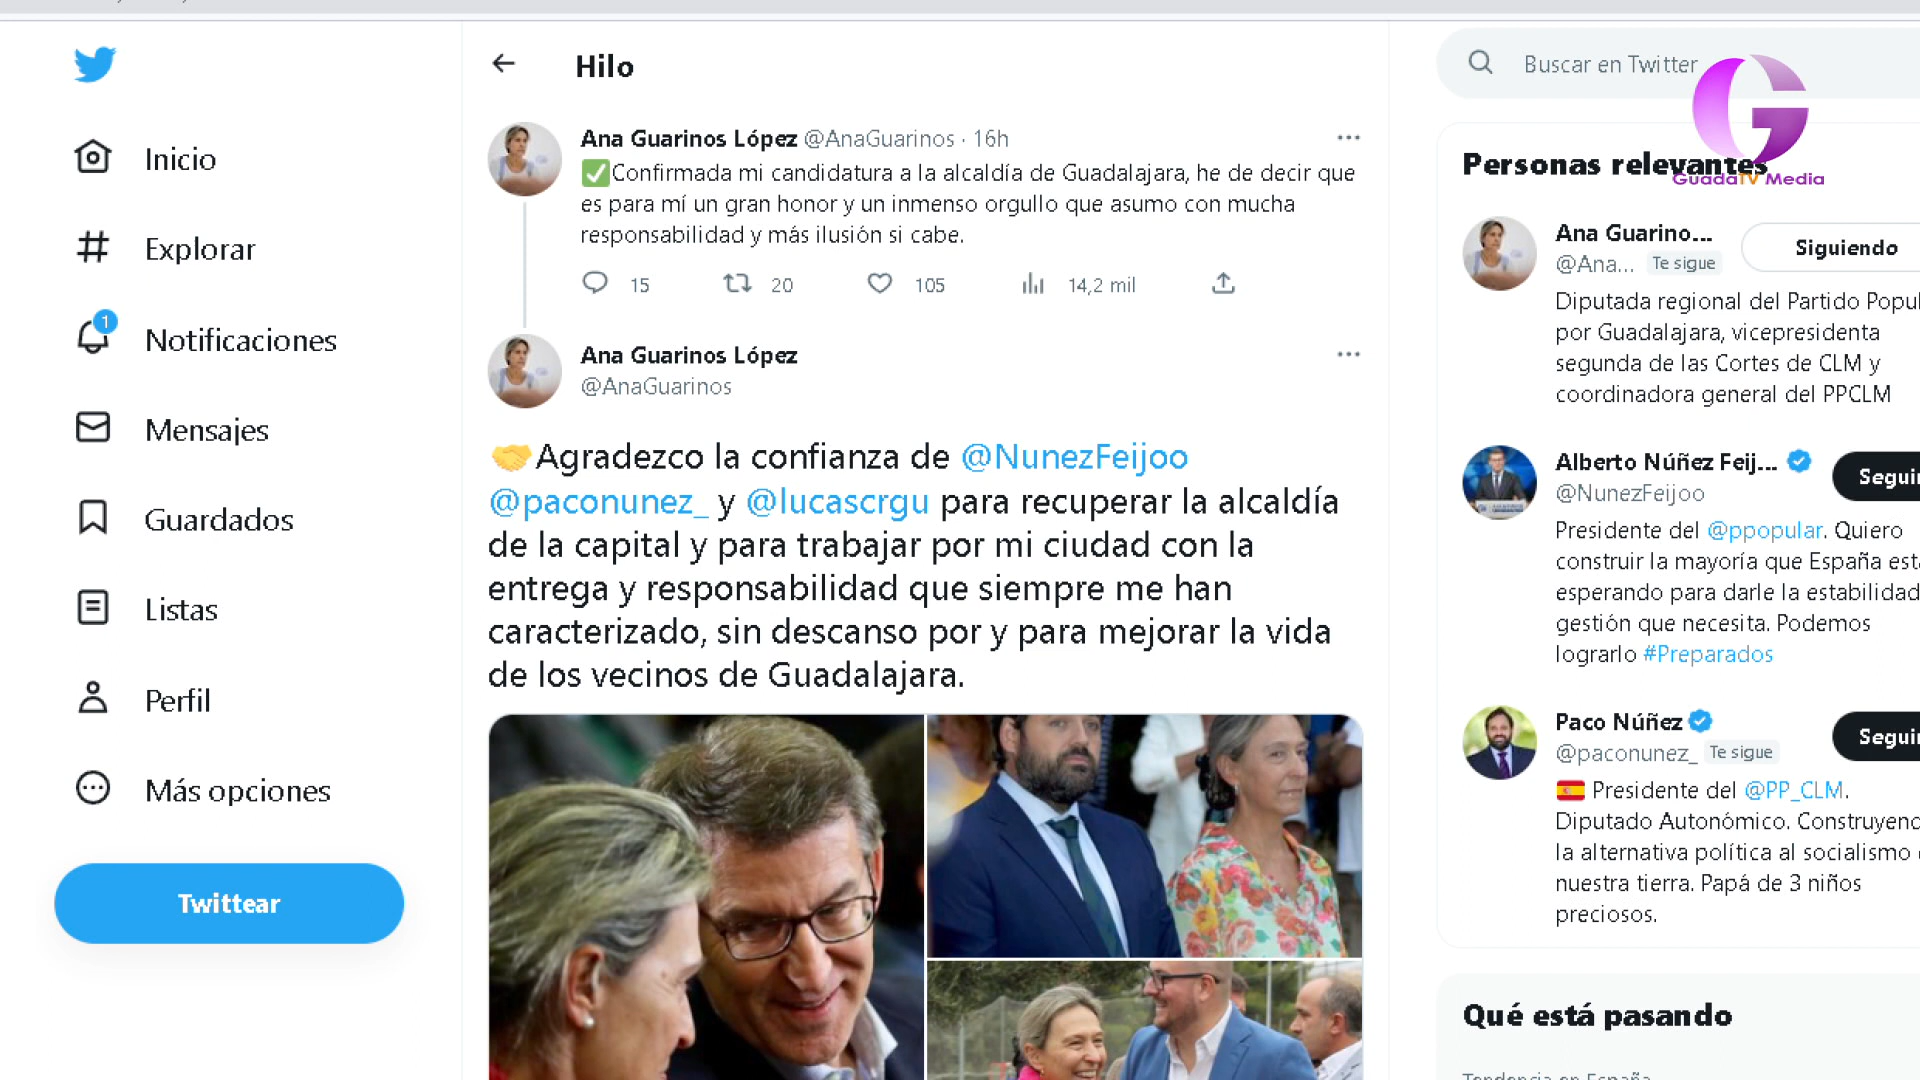 Hilo
Buscar en Twitter
Inicio
Explorar
1
Notificaciones
Mensajes
Guardados
Listas
Perfil
Más opciones
Twittear
Ana Guarinos López @AnaGuarinos · 16h
✅Confirmada mi candidatura a la alcaldía de Guadalajara, he de decir que
es para mí un gran honor y un inmenso orgullo que asumo con mucha
responsabilidad y más ilusión si cabe.
15 20 105 14,2 mil
Ana Guarinos López
@AnaGuarinos
🤝Agradezco la confianza de @NunezFeijoo
@paconunez_ y @lucascrgu para recuperar la alcaldía
de la capital y para trabajar por mi ciudad con la
entrega y responsabilidad que siempre me han
caracterizado, sin descanso por y para mejorar la vida
de los vecinos de Guadalajara.
GuadaTV Media
Personas relevantes
Ana Guarino...
@Ana... Te sigue
Siguiendo
Diputada regional del Partido Popul
por Guadalajara, vicepresidenta
segunda de las Cortes de CLM y
coordinadora general del PPCLM
Alberto Núñez Feij...
@NunezFeijoo
Seguir
Presidente del @ppopular. Quiero
construir la mayoría que España est
esperando para darle la estabilidad
gestión que necesita. Podemos
lograrlo #Preparados
Paco Núñez
@paconunez_ Te sigue
Seguir
🇪🇸 Presidente del @PP_CLM.
Diputado Autonómico. Construyend
la alternativa política al socialismo
nuestra tierra. Papá de 3 niños
preciosos.
Qué está pasando
Tendencia en España